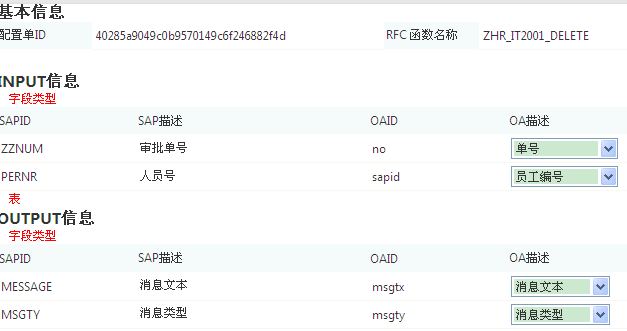 基本信息
配置单ID 40285a9049c0b9570149c6f246882f4d RFC 函数名称 ZHR_IT2001_DELETE
INPUT信息
字段类型
SAPID SAP描述 OAID OA描述
ZZNUM 审批单号 no 单号
PERNR 人员号 sapid 员工编号
表
OUTPUT信息
字段类型
SAPID SAP描述 OAID OA描述
MESSAGE 消息文本 msgtx 消息文本
MSGTY 消息类型 msgty 消息类型